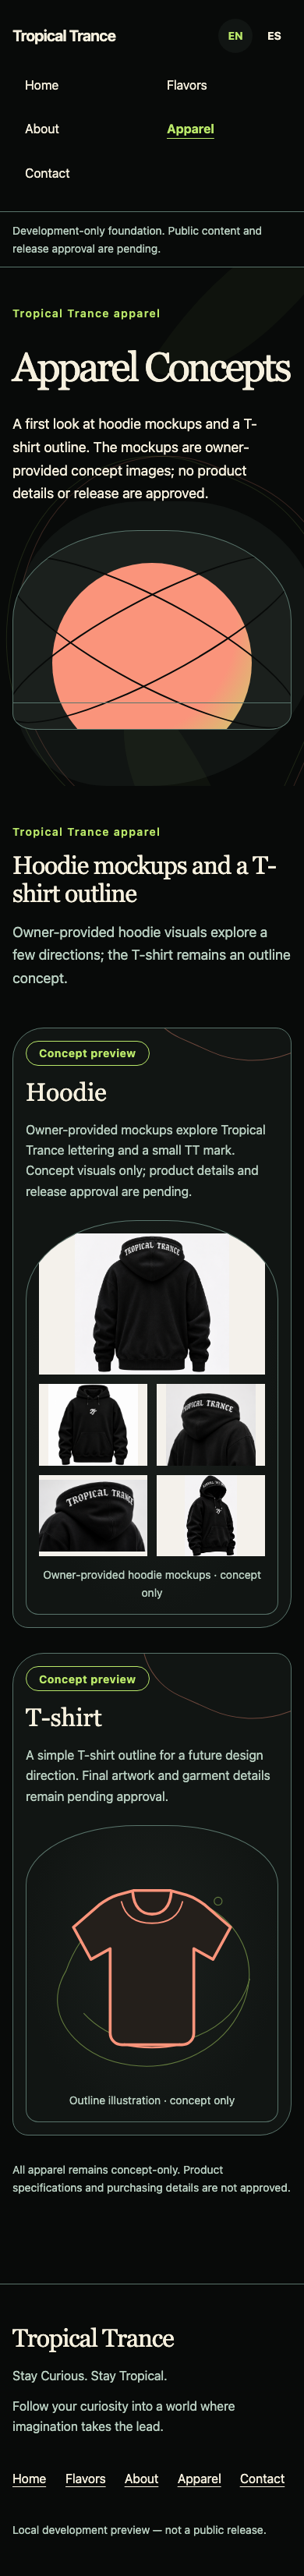 Tropical Trance
EN ES
Home Flavors
About Apparel
Contact
Development-only foundation. Public content and
release approval are pending.
Tropical Trance apparel
Apparel Concepts
A first look at hoodie mockups and a T-
shirt outline. The mockups are owner-
provided concept images; no product
details or release are approved.
Tropical Trance apparel
Hoodie mockups and a T-
shirt outline
Owner-provided hoodie visuals explore a
few directions; the T-shirt remains an outline
concept.
Concept preview
Hoodie
Owner-provided mockups explore Tropical
Trance lettering and a small TT mark.
Concept visuals only; product details and
release approval are pending.
TROPICAL TRANCE
TROPICAL TRANCE
TROPICAL TRANCE
Owner-provided hoodie mockups · concept
only
Concept preview
T-shirt
A simple T-shirt outline for a future design
direction. Final artwork and garment details
remain pending approval.
Outline illustration · concept only
All apparel remains concept-only. Product
specifications and purchasing details are not approved.
Tropical Trance
Stay Curious. Stay Tropical.
Follow your curiosity into a world where
imagination takes the lead.
Home Flavors About Apparel Contact
Local development preview — not a public release.